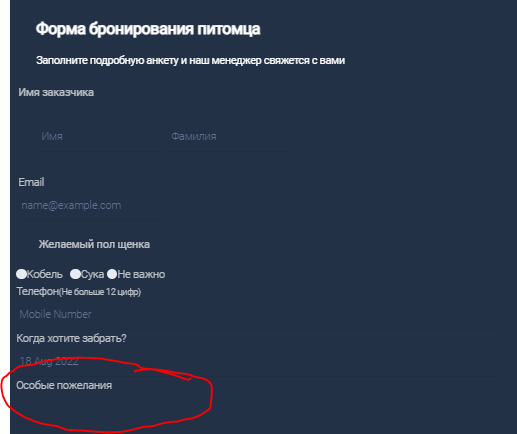 Форма бронирования питомца
Заполните подробную анкету и наш менеджер свяжется с вами
Имя заказчика
Имя Фамилия
Email
name@example.com
Желаемый пол щенка
Кобель Сука Не важно
Телефон(Не больше 12 цифр)
Mobile Number
Когда хотите забрать?
18 Aug 2022
Особые пожелания